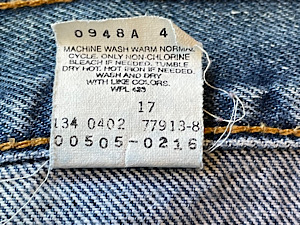 0948A 4
MACHINE WASH WARM NORMAL
CYCLE. ONLY NON-CHLORINE
BLEACH IF NEEDED. TUMBLE
DRY HOT. HOT IRON IF NEEDED.
WASH AND DRY
WITH LIKE COLORS.
WPL 423
17
134 0402 77913-8
00505-0216